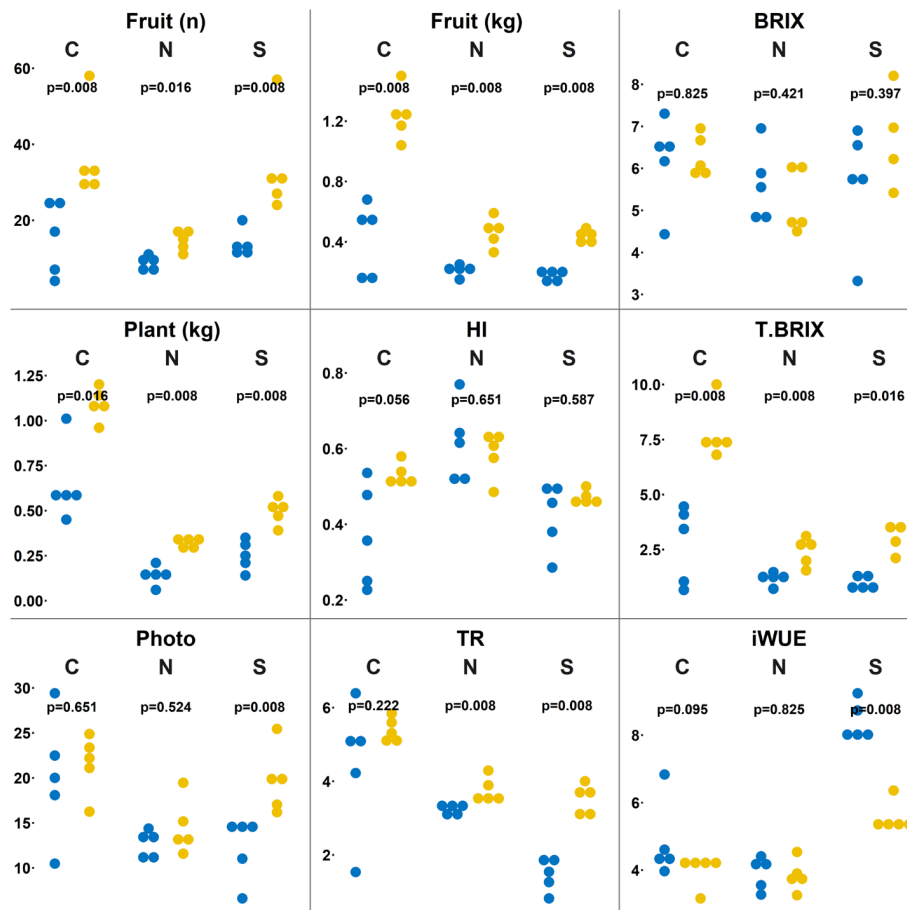 Fruit (n) Fruit (kg) BRIX
C N S C N S C N S
60 p=0.008 p=0.016 p=0.008 p=0.008 p=0.008 p=0.008 8 p=0.825 p=0.421 p=0.397
1.2 7
40 6
20 0.4 5
4
3
Plant (kg) HI T.BRIX
C N S C N S C N S
1.25 p=0.016 p=0.008 p=0.008 0.8 p=0.056 p=0.651 p=0.587 10.0 p=0.008 p=0.008 p=0.016
1.00 0.6 7.5
0.75
0.50 0.4 5.0
0.25 2.5
0.00 0.2
Photo TR iWUE
C N S C N S C N S
30 p=0.651 p=0.524 p=0.008 6 p=0.222 p=0.008 p=0.008 p=0.095 p=0.825 p=0.008
25 8
20 4 6
15
10 2 4